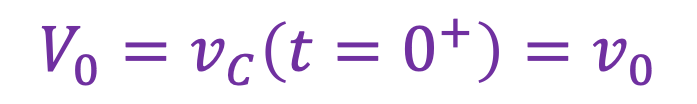 V₀ = v_C(t = 0⁺) = v₀